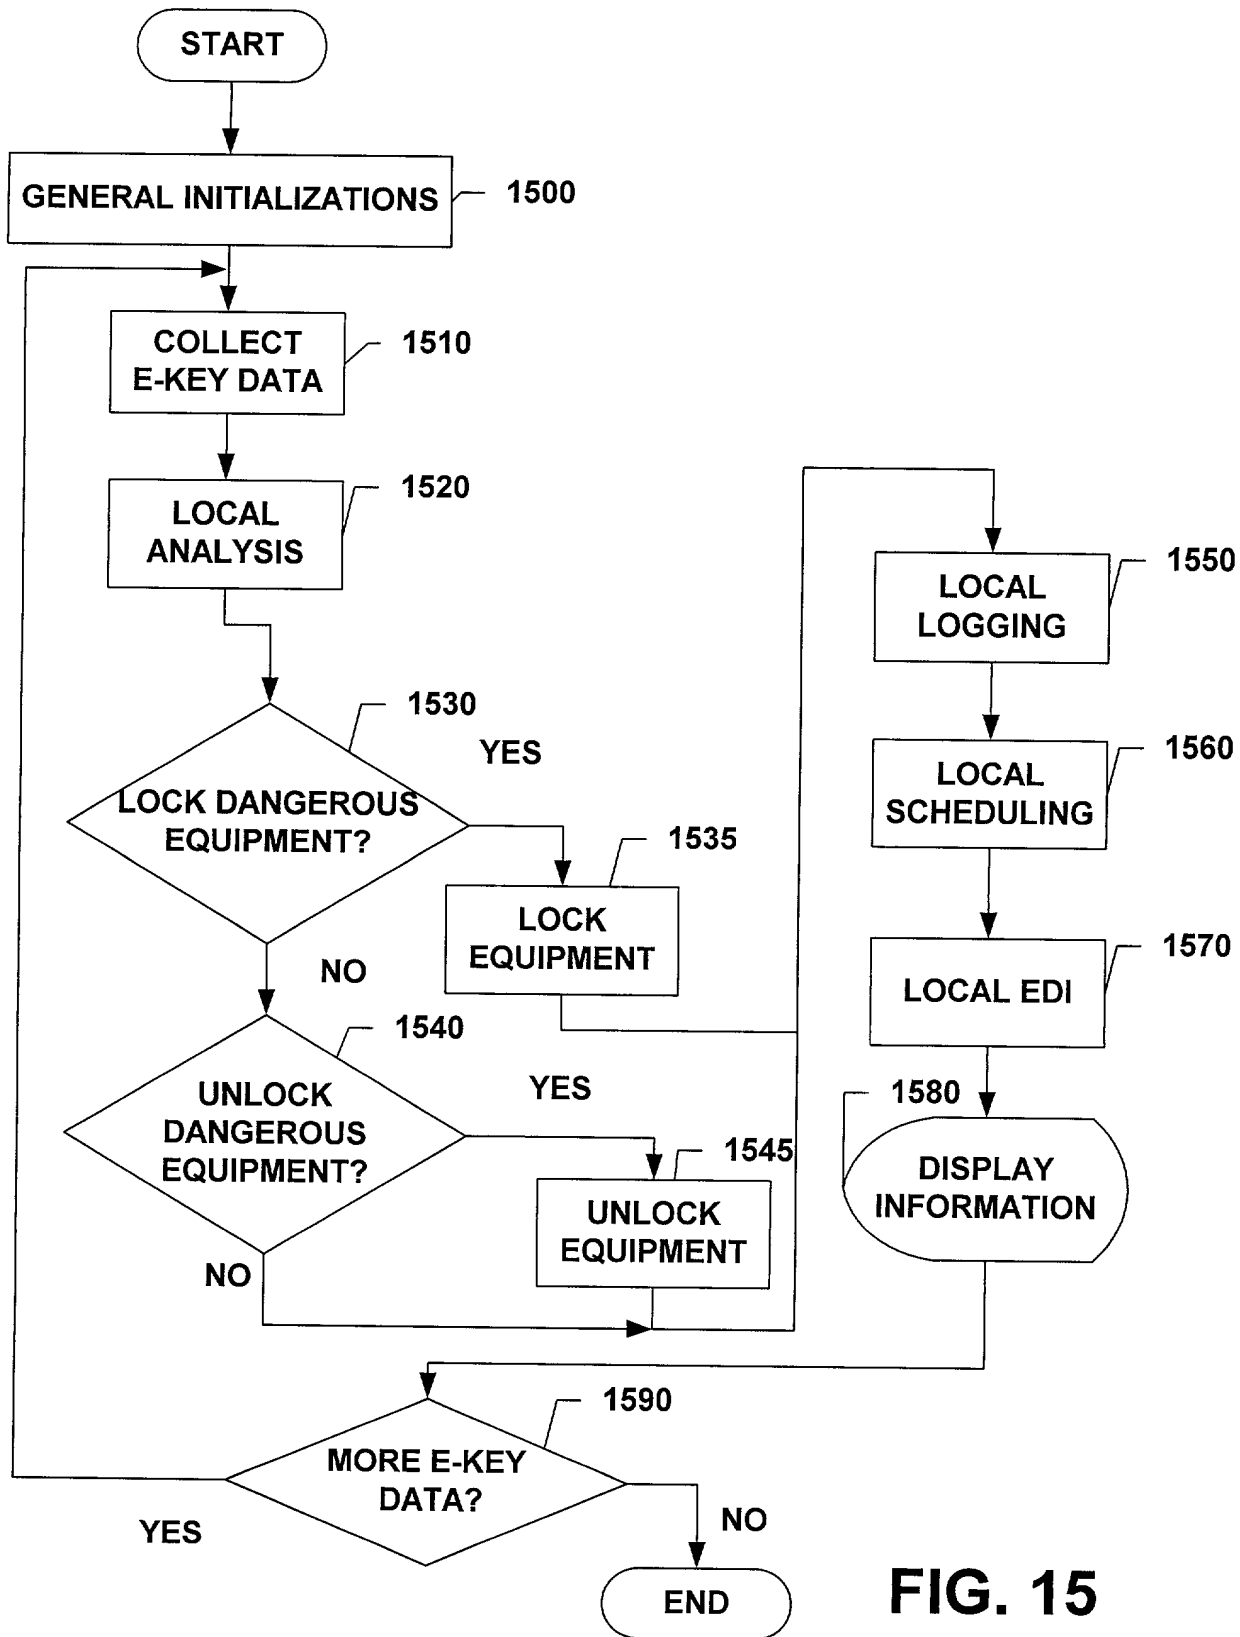 START
GENERAL INITIALIZATIONS
1500
COLLECT
E-KEY DATA
1510
LOCAL
ANALYSIS
1520
LOCK DANGEROUS
EQUIPMENT?
1530
YES
LOCK
EQUIPMENT
1535
NO
UNLOCK
DANGEROUS
EQUIPMENT?
1540
YES
UNLOCK
EQUIPMENT
1545
NO
LOCAL
LOGGING
1550
LOCAL
SCHEDULING
1560
LOCAL EDI
1570
DISPLAY
INFORMATION
1580
MORE E-KEY
DATA?
1590
YES
NO
END
FIG. 15